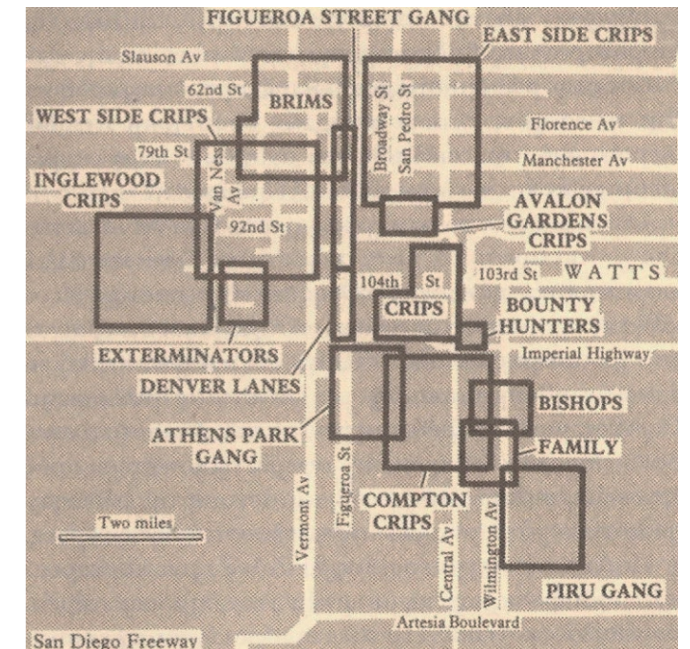 FIGUEROA STREET GANG
EAST SIDE CRIPS
Slauson Av
62nd St
BRIMS
Broadway St
San Pedro St
WEST SIDE CRIPS
Florence Av
79th St
Manchester Av
Van Ness
Av
INGLEWOOD
CRIPS
AVALON
GARDENS
CRIPS
92nd St
104th
St
103rd St
WATTS
CRIPS
BOUNTY
HUNTERS
Imperial Highway
EXTERMINATORS
DENVER LANES
BISHOPS
ATHENS PARK
GANG
FAMILY
Figueroa St
Vermont Av
COMPTON
CRIPS
Central Av
Wilmington Av
Two miles
PIRU GANG
Artesia Boulevard
San Diego Freeway